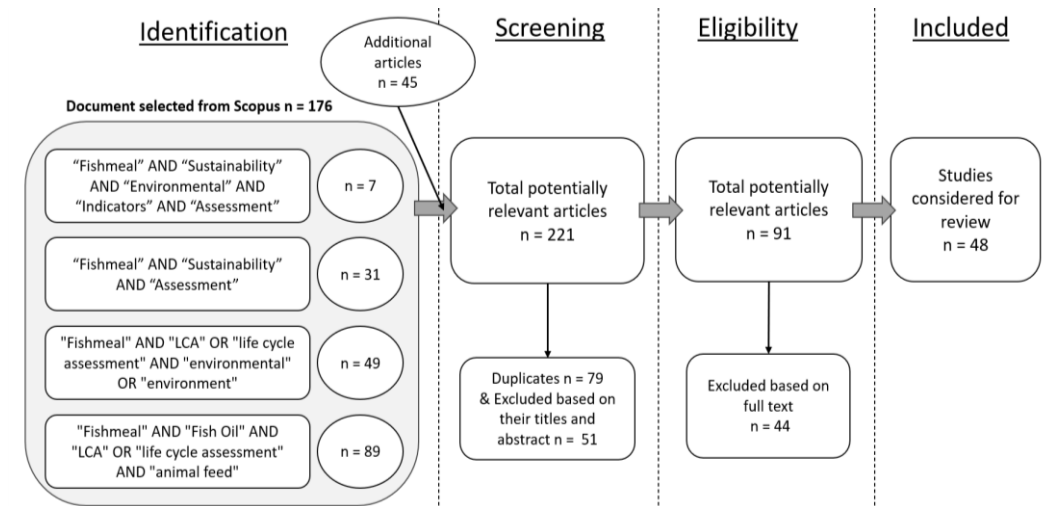 Identification
Additional
articles
n = 45
Screening
Eligibility
Included
Document selected from Scopus n = 176
“Fishmeal” AND “Sustainability”
AND “Environmental” AND
“Indicators” AND “Assessment”
n = 7
“Fishmeal” AND “Sustainability”
AND “Assessment”
n = 31
"Fishmeal" AND "LCA" OR "life cycle
assessment" AND "environmental"
OR "environment"
n = 49
"Fishmeal" AND "Fish Oil" AND
"LCA" OR "life cycle assessment"
AND "animal feed"
n = 89
Total potentially
relevant articles
n = 221
Duplicates n = 79
& Excluded based on
their titles and
abstract n =  51
Total potentially
relevant articles
n = 91
Excluded based on
full text
n = 44
Studies
considered for
review
n = 48